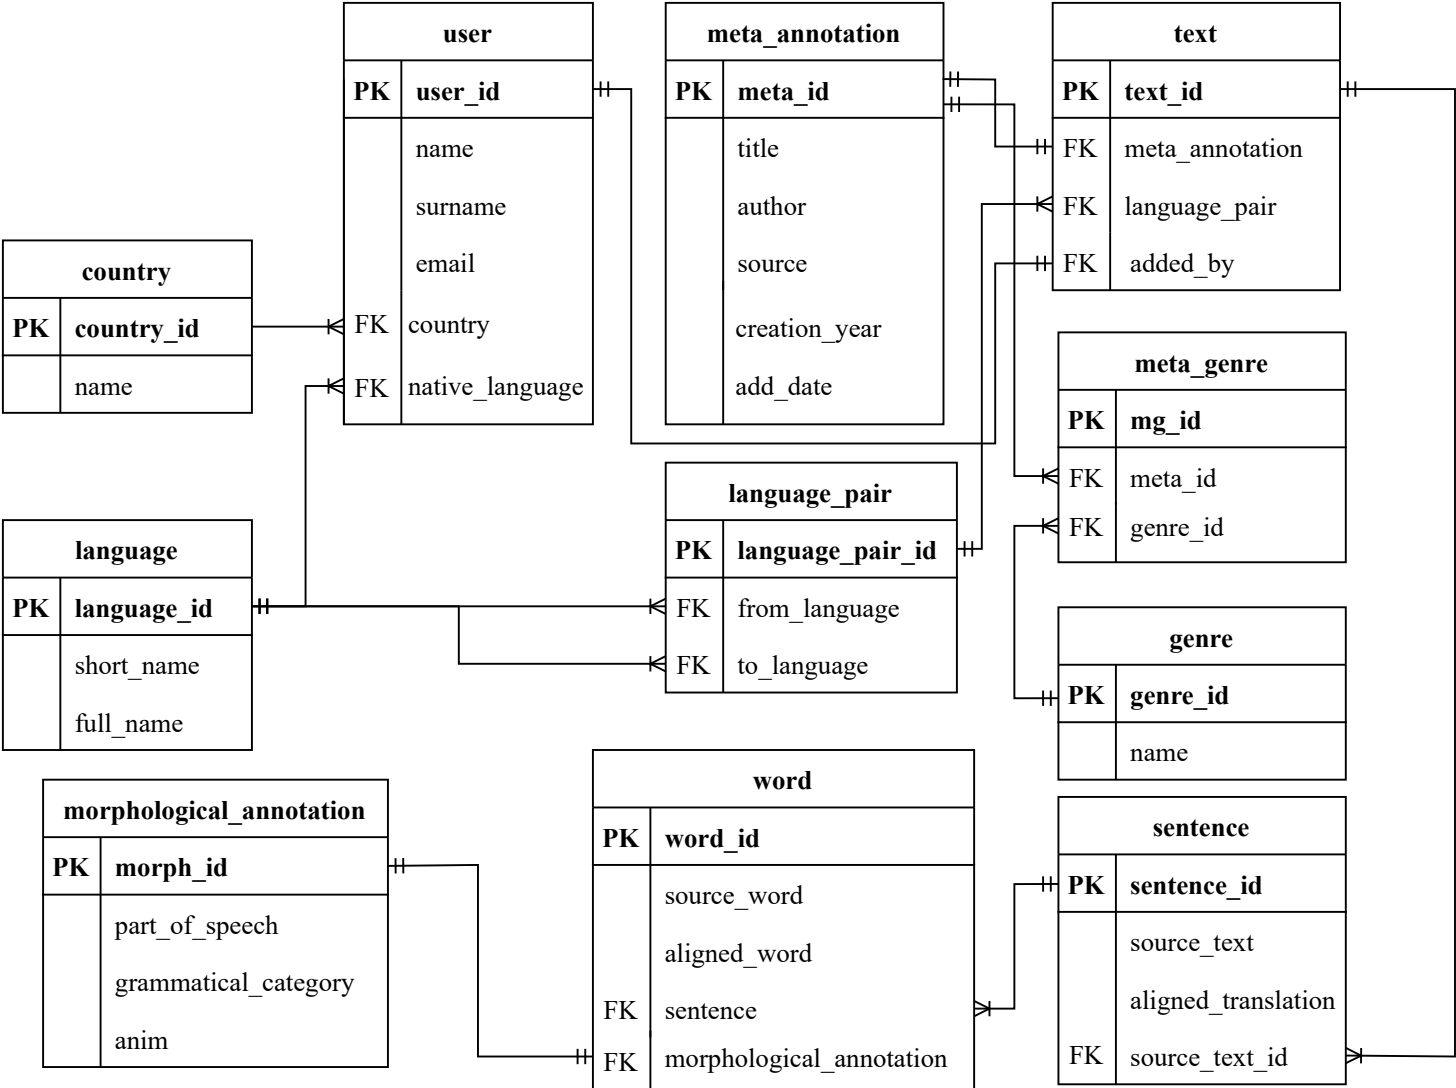 user
PK user_id
name
surname
email
FK country
FK native_language
meta_annotation
PK meta_id
title
author
source
creation_year
add_date
text
PK text_id
FK meta_annotation
FK language_pair
FK added_by
country
PK country_id
name
meta_genre
PK mg_id
FK meta_id
FK genre_id
language_pair
PK language_pair_id
FK from_language
FK to_language
language
PK language_id
short_name
full_name
genre
PK genre_id
name
morphological_annotation
PK morph_id
part_of_speech
grammatical_category
anim
word
PK word_id
source_word
aligned_word
FK sentence
FK morphological_annotation
sentence
PK sentence_id
source_text
aligned_translation
FK source_text_id